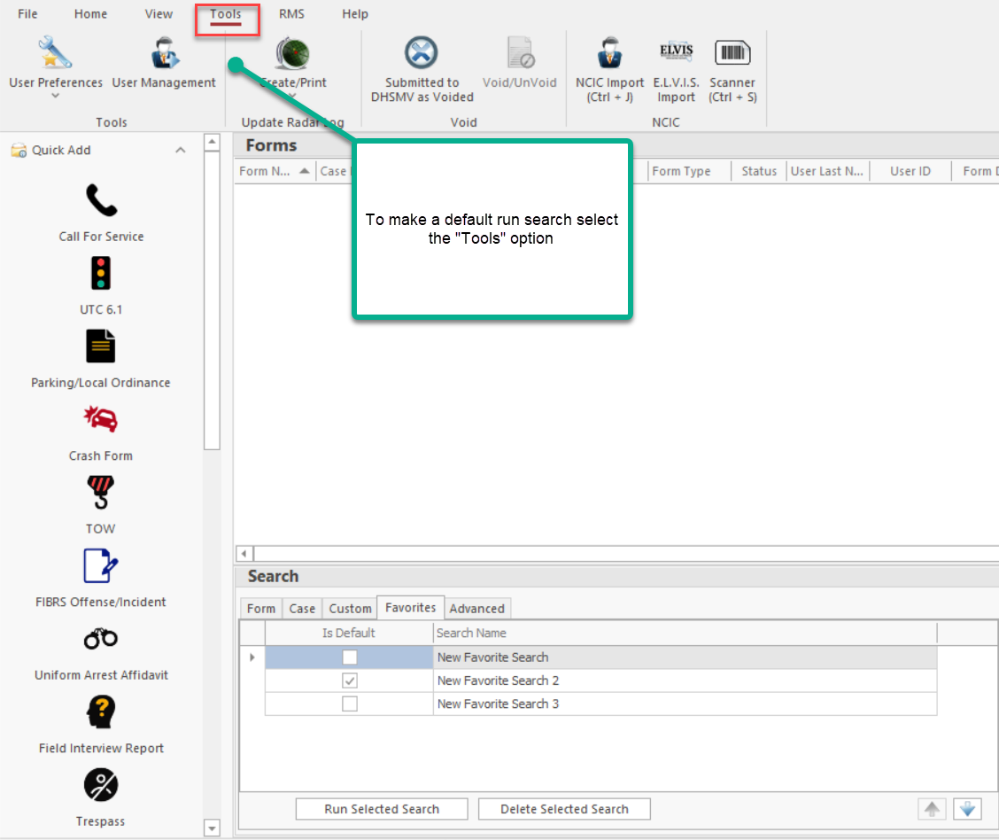 File Home View Tools RMS Help
User Preferences User Management Create/Print Submitted to DHSMV as Voided Void/UnVoid NCIC Import (Ctrl + J) ELVIS E.L.V.I.S. Import Scanner (Ctrl + S)
Tools Update Radar Log Void NCIC
Quick Add
Call For Service
UTC 6.1
Parking/Local Ordinance
Crash Form
TOW
FIBRS Offense/Incident
Uniform Arrest Affidavit
Field Interview Report
Trespass
Forms
Form N... Case Form Type Status User Last N... User ID Form D
To make a default run search select
the "Tools" option
Search
Form Case Custom Favorites Advanced
Is Default Search Name
New Favorite Search
New Favorite Search 2
New Favorite Search 3
Run Selected Search Delete Selected Search